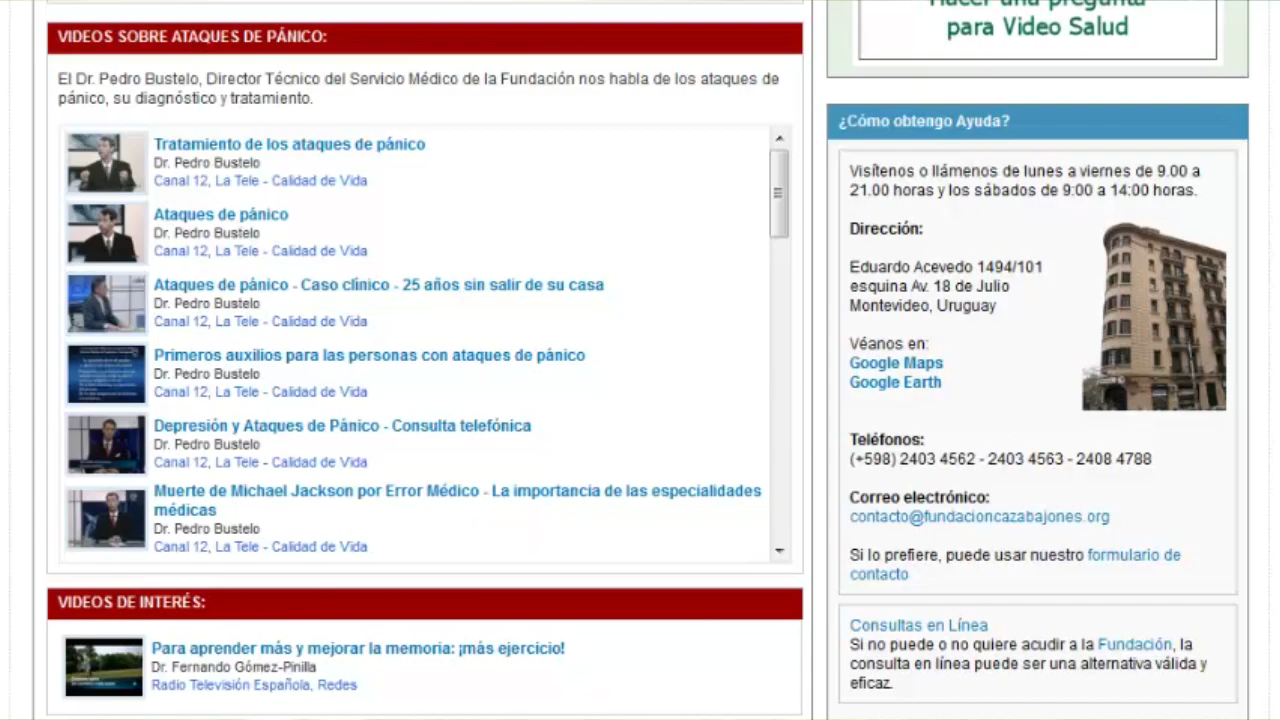 Hacer una pregunta
para Video Salud
VIDEOS SOBRE ATAQUES DE PÁNICO:
El Dr. Pedro Bustelo, Director Técnico del Servicio Médico de la Fundación nos habla de los ataques de
pánico, su diagnóstico y tratamiento.
Tratamiento de los ataques de pánico
Dr. Pedro Bustelo
Canal 12, La Tele - Calidad de Vida
Ataques de pánico
Dr. Pedro Bustelo
Canal 12, La Tele - Calidad de Vida
Ataques de pánico - Caso clínico - 25 años sin salir de su casa
Dr. Pedro Bustelo
Canal 12, La Tele - Calidad de Vida
Primeros auxilios para las personas con ataques de pánico
Dr. Pedro Bustelo
Canal 12, La Tele - Calidad de Vida
Depresión y Ataques de Pánico - Consulta telefónica
Dr. Pedro Bustelo
Canal 12, La Tele - Calidad de Vida
Muerte de Michael Jackson por Error Médico - La importancia de las especialidades
médicas
Dr. Pedro Bustelo
Canal 12, La Tele - Calidad de Vida
VIDEOS DE INTERÉS:
Para aprender más y mejorar la memoria: ¡más ejercicio!
Dr. Fernando Gómez-Pinilla
Radio Televisión Española, Redes
¿Cómo obtengo Ayuda?
Visítenos o llámenos de lunes a viernes de 9.00 a
21.00 horas y los sábados de 9:00 a 14:00 horas.
Dirección:
Eduardo Acevedo 1494/101
esquina Av. 18 de Julio
Montevideo, Uruguay
Véanos en:
Google Maps
Google Earth
Teléfonos:
(+598) 2403 4562 - 2403 4563 - 2408 4788
Correo electrónico:
contacto@fundacioncazabajones.org
Si lo prefiere, puede usar nuestro formulario de
contacto
Consultas en Línea
Si no puede o no quiere acudir a la Fundación, la
consulta en línea puede ser una alternativa válida y
eficaz.